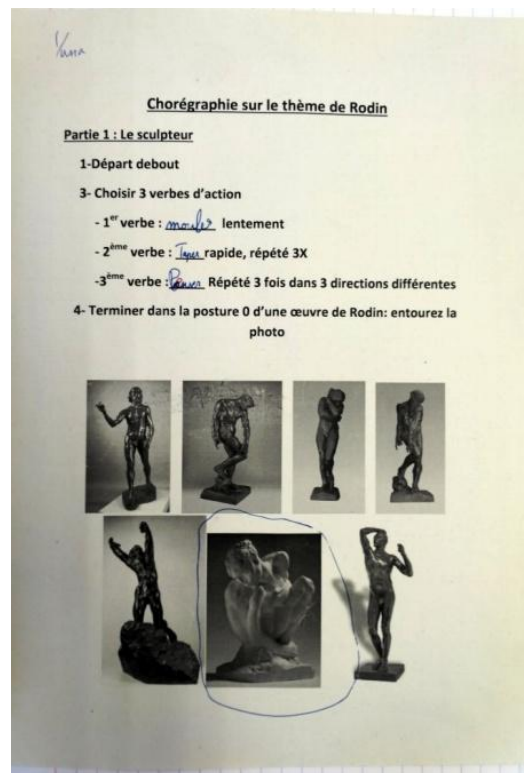 Chorégraphie sur le thème de Rodin
Partie 1 : Le sculpteur
1-Départ debout
3- Choisir 3 verbes d'action
- 1er verbe : mouler lentement
- 2ème verbe : Taper rapide, répété 3X
-3ème verbe : Répété 3 fois dans 3 directions différentes
4- Terminer dans la posture 0 d'une œuvre de Rodin: entourez la
photo